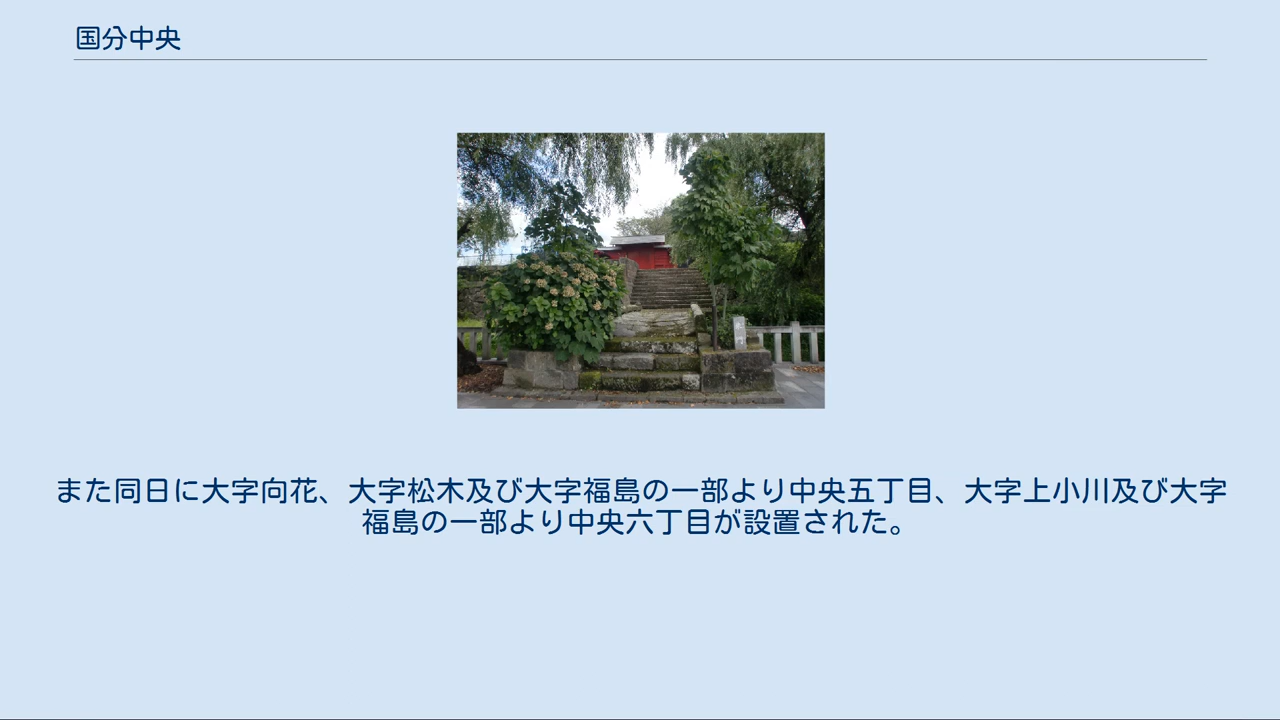 国分中央
また同日に大字向花、大字松木及び大字福島の一部より中央五丁目、大字上小川及び大字
福島の一部より中央六丁目が設置された。